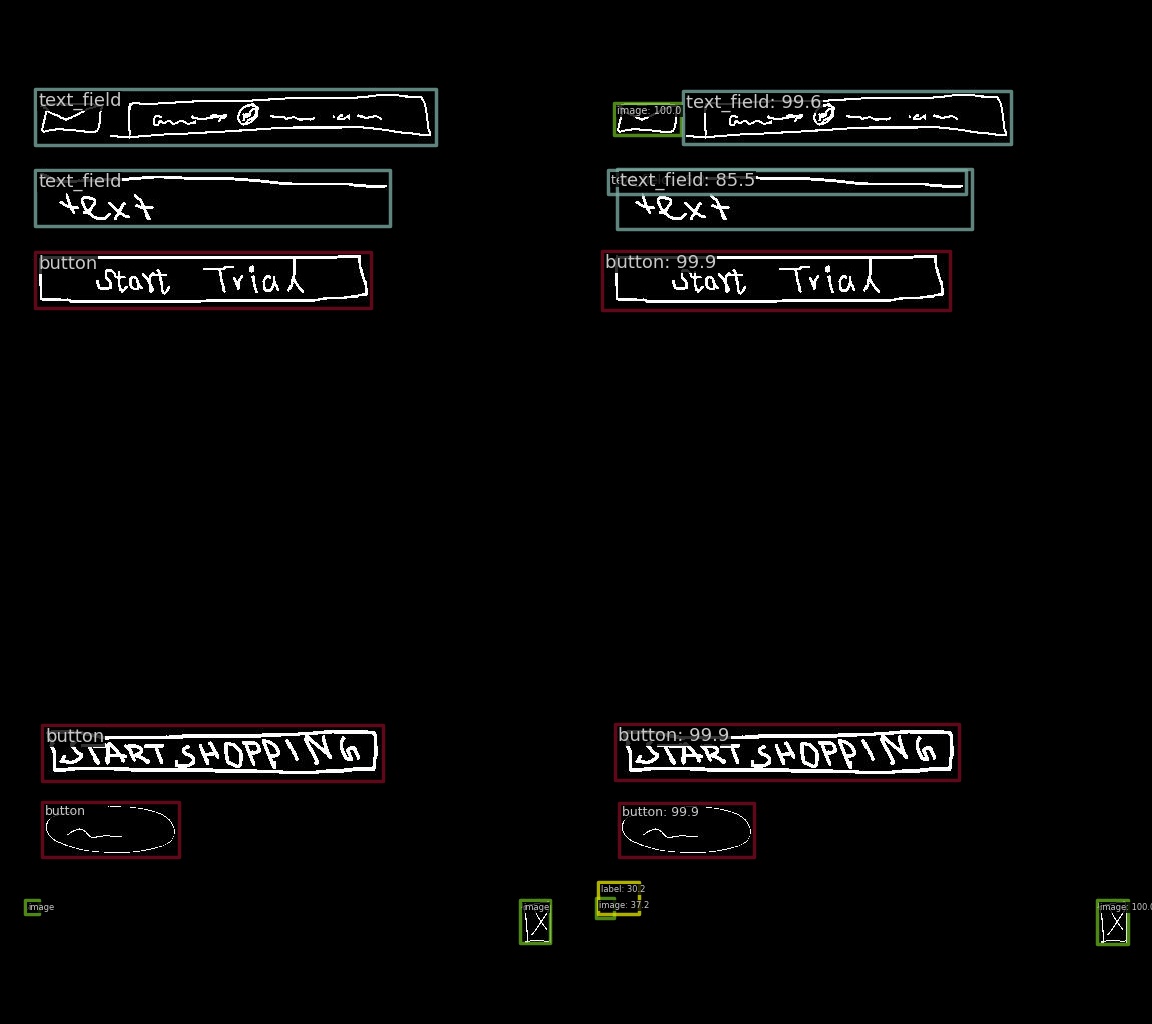 text_field
image: 100.0 text_field: 99.6
text_field
text_field: 85.5
text
text
button
button: 99.9
Start Trial
Start Trial
button
button: 99.9
START SHOPPING
START SHOPPING
button
button: 99.9
label: 30.2
image
image
image: 37.2
image: 100.0